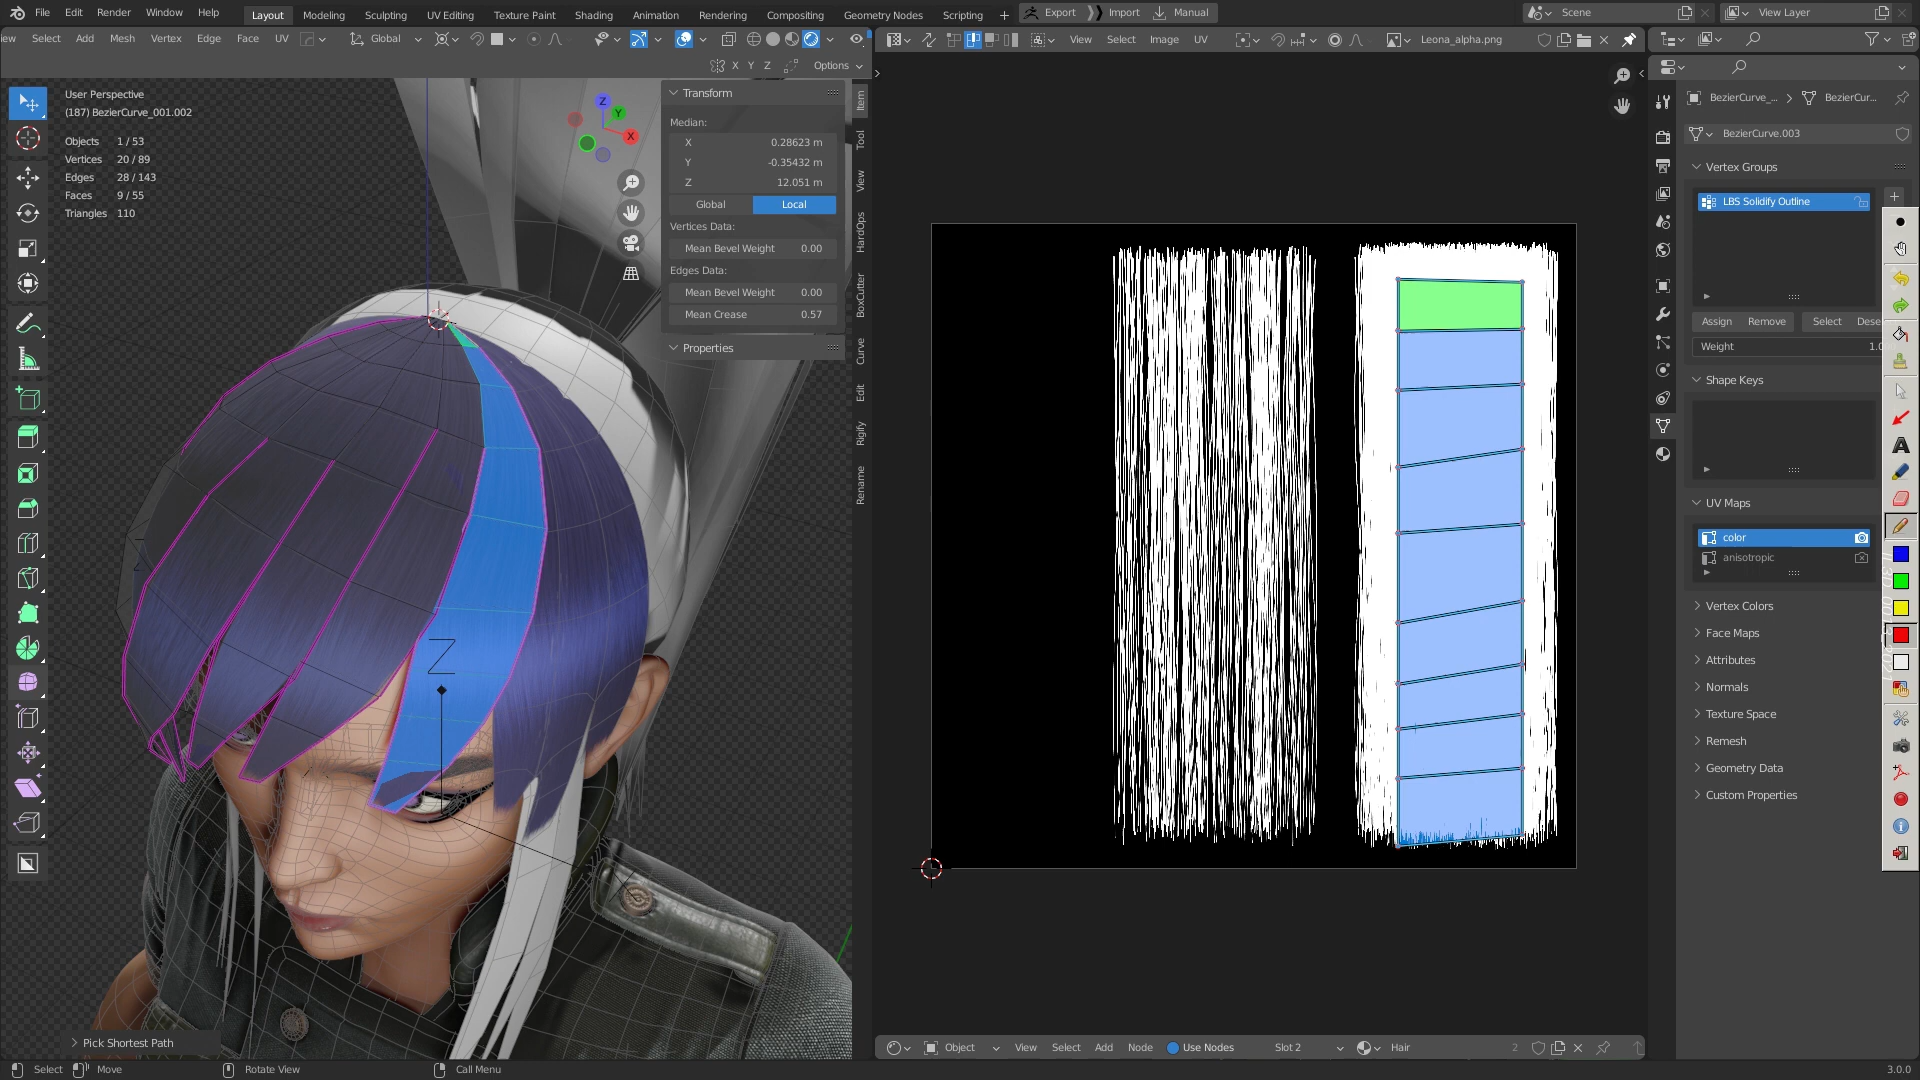 File Edit Render Window Help Layout Modeling Sculpting UV Editing Texture Paint Shading Animation Rendering Compositing Geometry Nodes Scripting + Export Import Manual Scene View Layer
ew Select Add Mesh Vertex Edge Face UV Global View Select Image UV Leona_alpha.png
X Y Z Options
User Perspective
(187) BezierCurve_001.002
Objects 1 / 53
Vertices 20 / 89
Edges 28 / 143
Faces 9 / 55
Triangles 110
Z
Y
X
Z
Transform
Median:
X 0.28623 m
Y -0.35432 m
Z 12.051 m
Global Local
Vertices Data:
Mean Bevel Weight 0.00
Edges Data:
Mean Bevel Weight 0.00
Mean Crease 0.57
Properties
Item
Tool
View
HardOps
BoxCutter
Curve
Edit
Rigify
Rename
BezierCurve_... BezierCur...
BezierCurve.003
Vertex Groups
LBS Solidify Outline
Assign Remove Select Dese
Weight 1.0
Shape Keys
UV Maps
color
anisotropic
Vertex Colors
Face Maps
Attributes
Normals
Texture Space
Remesh
Geometry Data
Custom Properties
A
Pick Shortest Path
Object View Select Add Node Use Nodes Slot 2 Hair 2
Select Move Rotate View Call Menu 3.0.0